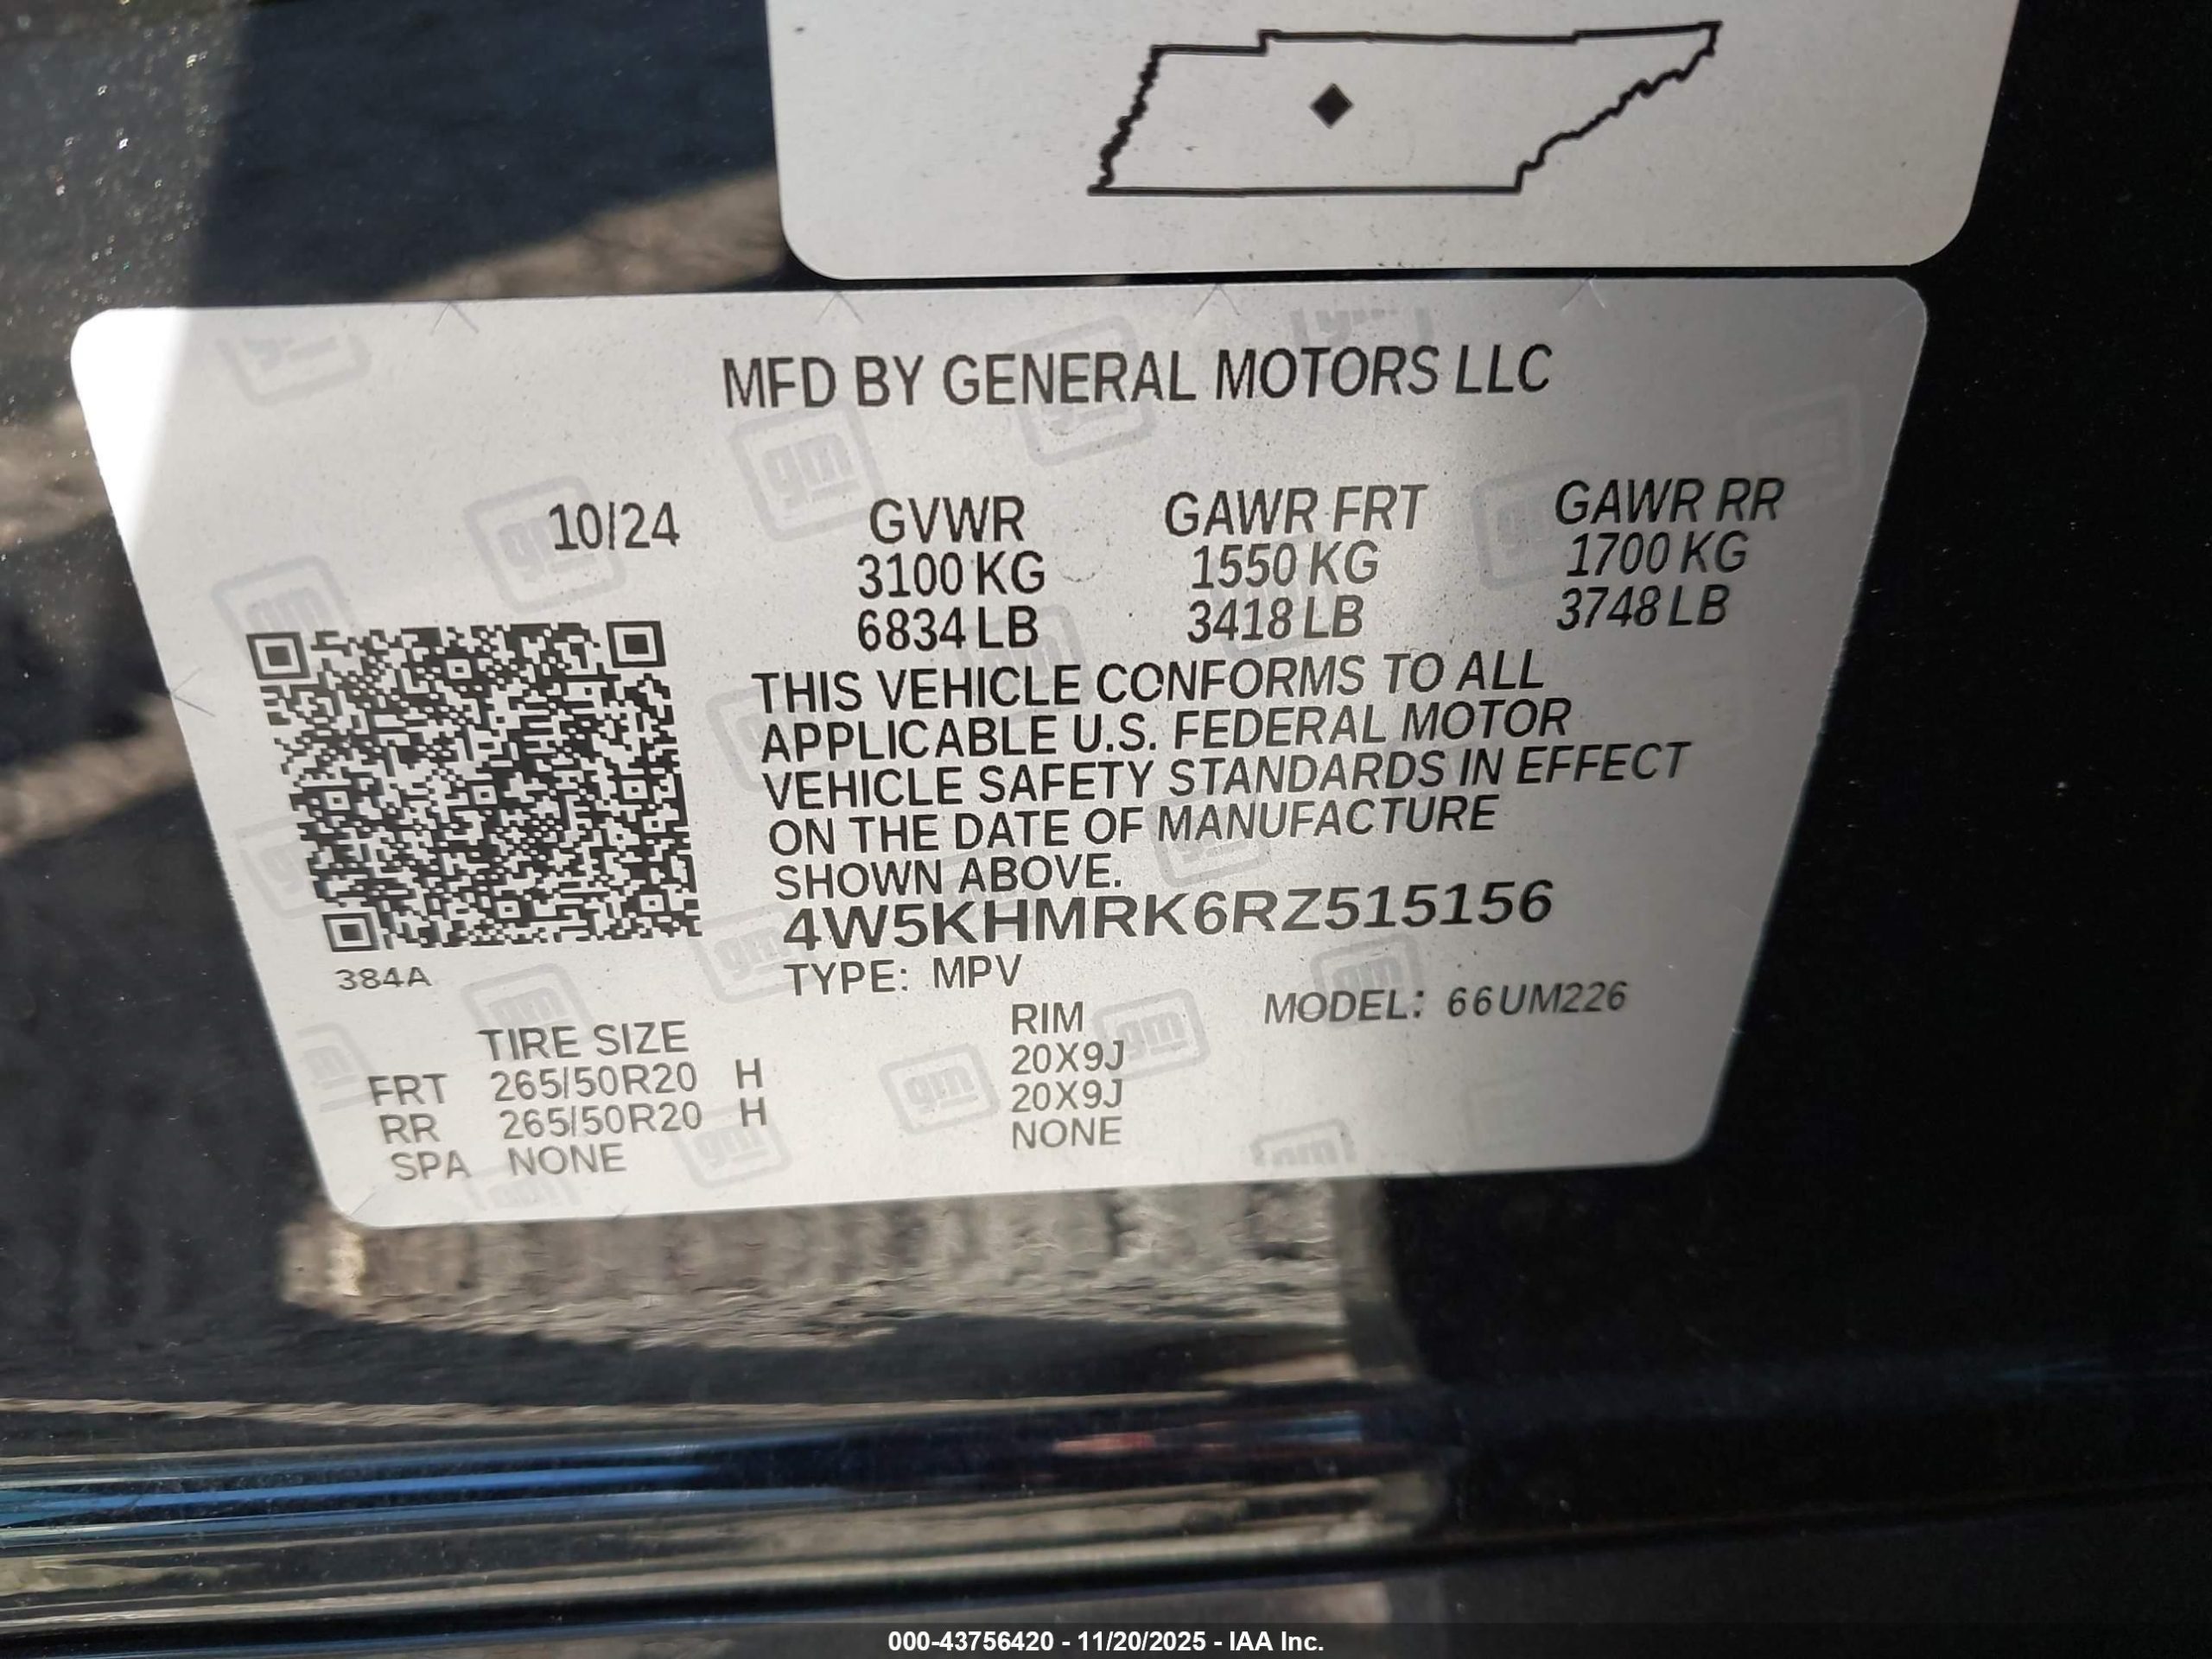 MFD BY GENERAL MOTORS LLC
10/24 GVWR GAWR FRT GAWR RR
3100 KG 1550 KG 1700 KG
6834 LB 3418 LB 3748 LB
THIS VEHICLE CONFORMS TO ALL
APPLICABLE U.S. FEDERAL MOTOR
VEHICLE SAFETY STANDARDS IN EFFECT
ON THE DATE OF MANUFACTURE
SHOWN ABOVE.
4W5KHMRK6RZ515156
384A
TYPE: MPV
MODEL: 66UM226
TIRE SIZE RIM
FRT 265/50R20 H 20X9J
RR 265/50R20 H 20X9J
SPA NONE NONE
000-43756420 - 11/20/2025 - IAA Inc.